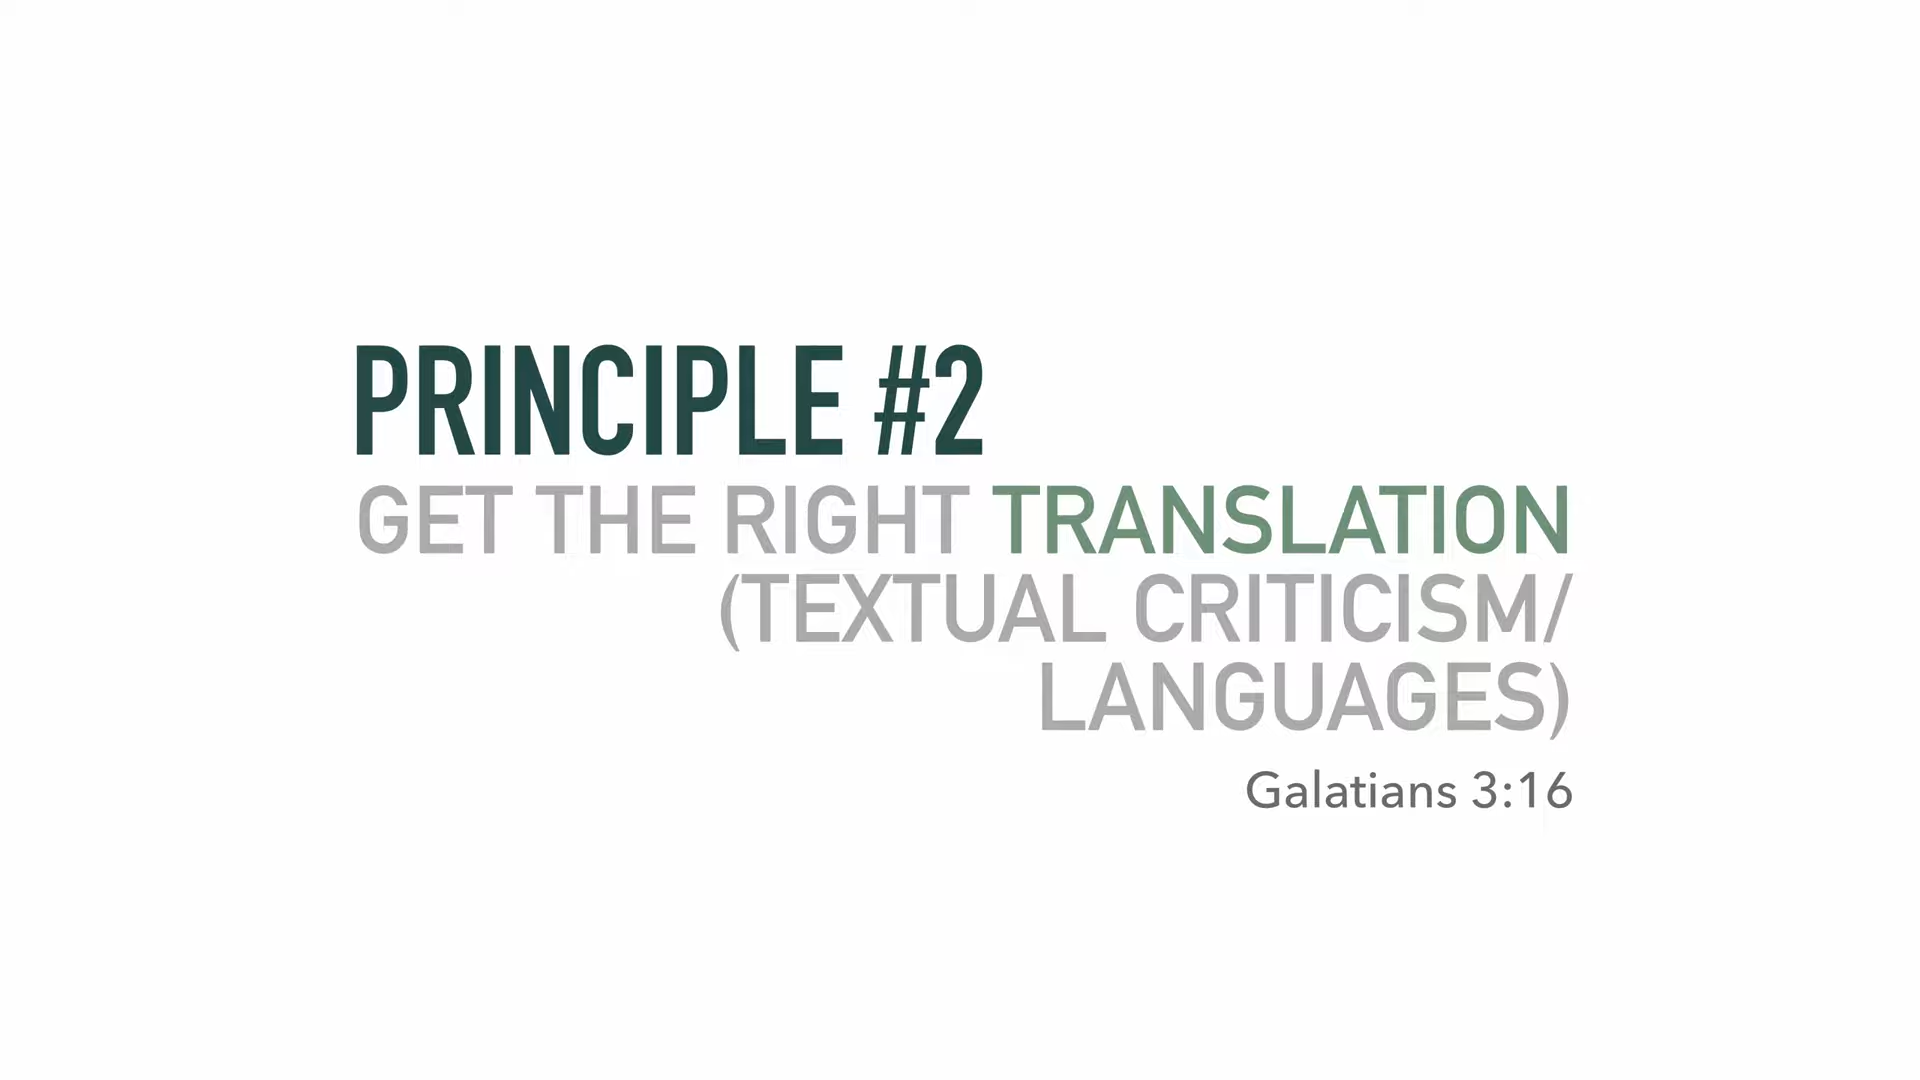 PRINCIPLE #2
GET THE RIGHT TRANSLATION
(TEXTUAL CRITICISM/
LANGUAGES)
Galatians 3:16